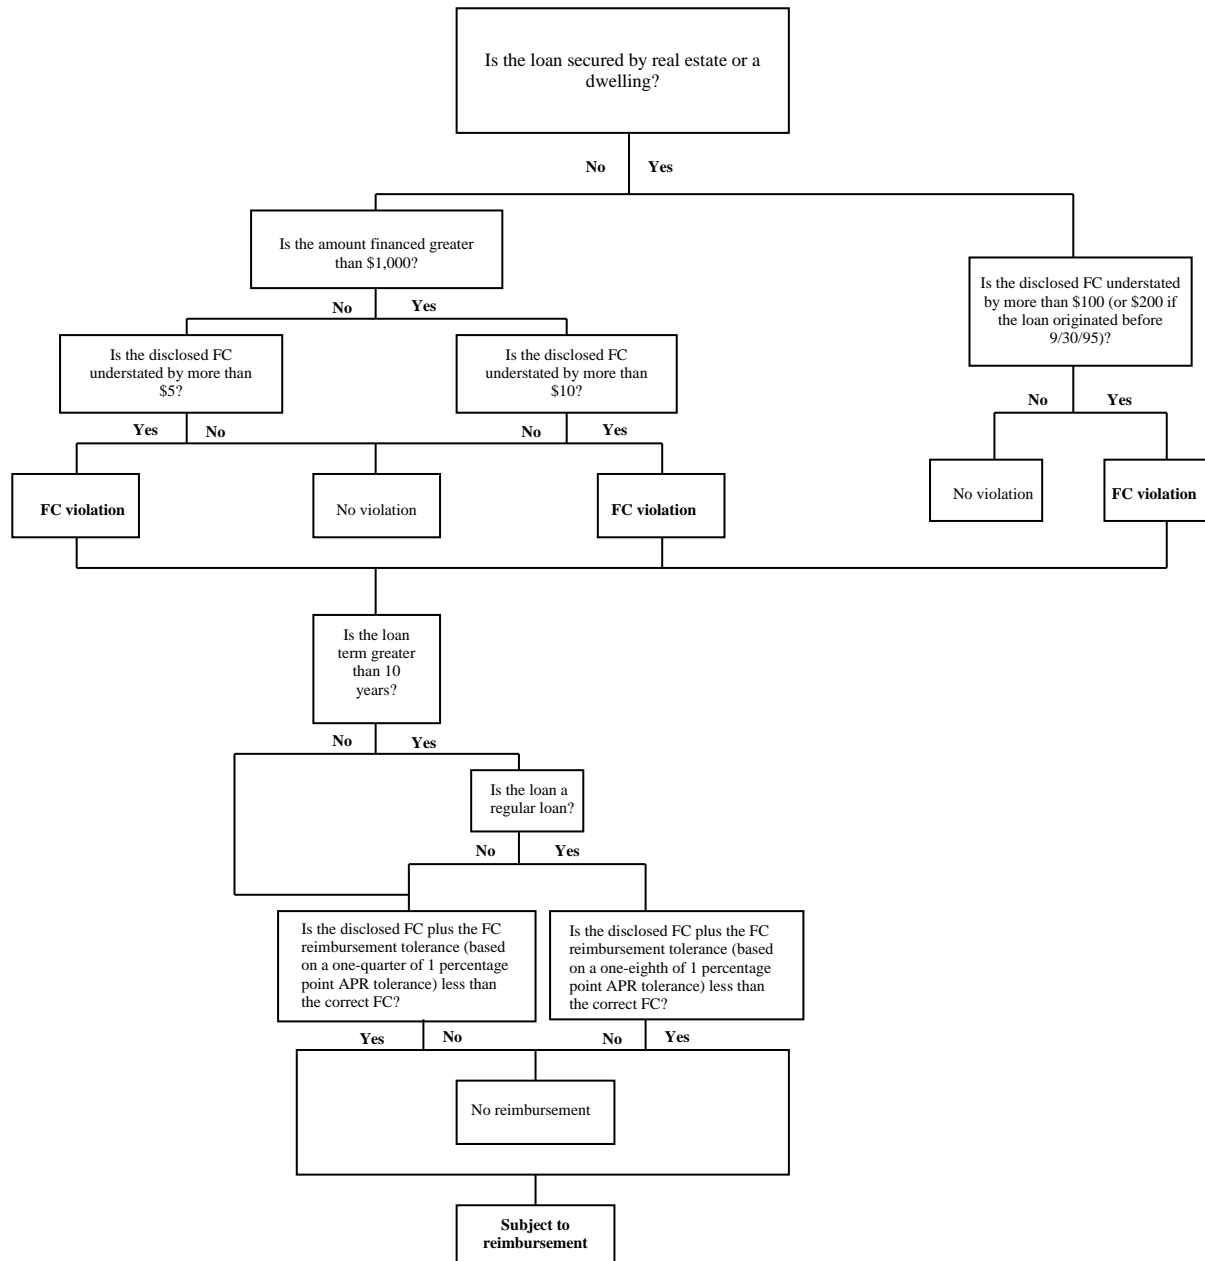 Is the loan secured by real estate or a
dwelling?
No
Yes
Is the amount financed greater
than $1,000?
No
Yes
Is the disclosed FC understated
by more than $100 (or $200 if
the loan originated before
9/30/95)?
Is the disclosed FC
understated by more than
$5?
Is the disclosed FC
understated by more than
$10?
No
Yes
Yes
No
No
Yes
FC violation
No violation
FC violation
No violation
FC violation
Is the loan
term greater
than 10
years?
No
Yes
Is the loan a
regular loan?
No
Yes
Is the disclosed FC plus the FC
reimbursement tolerance (based
on a one-quarter of 1 percentage
point APR tolerance) less than
the correct FC?
Is the disclosed FC plus the FC
reimbursement tolerance (based
on a one-eighth of 1 percentage
point APR tolerance) less than
the correct FC?
Yes
No
No
Yes
No reimbursement
Subject to
reimbursement